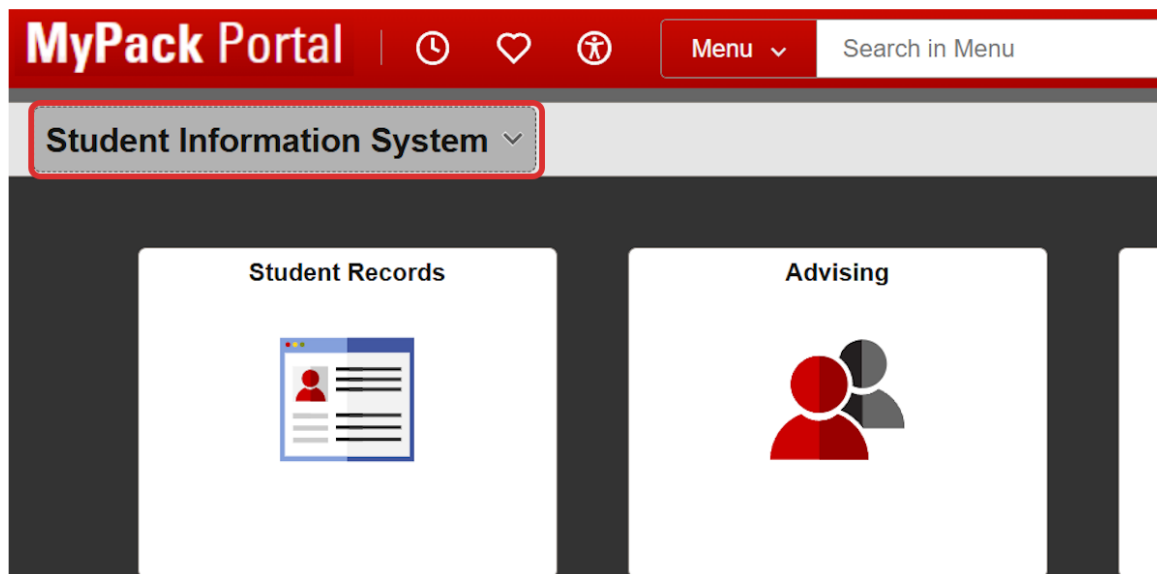 MyPack Portal
Menu
Search in Menu
Student Information System
Student Records
Advising